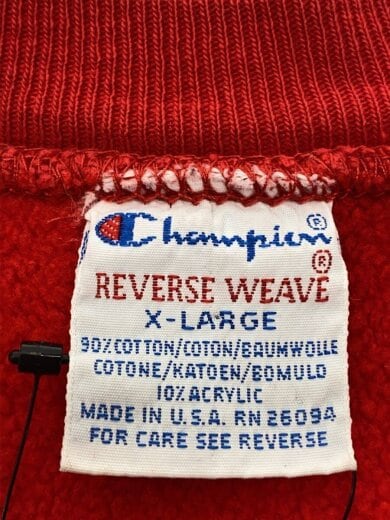 Champion®
REVERSE WEAVE®
X-LARGE
90% COTTON/COTON/BAUMWOLLE
COTONE/KATOEN/BOMULD
10% ACRYLIC
MADE IN U.S.A. RN 26094
FOR CARE SEE REVERSE